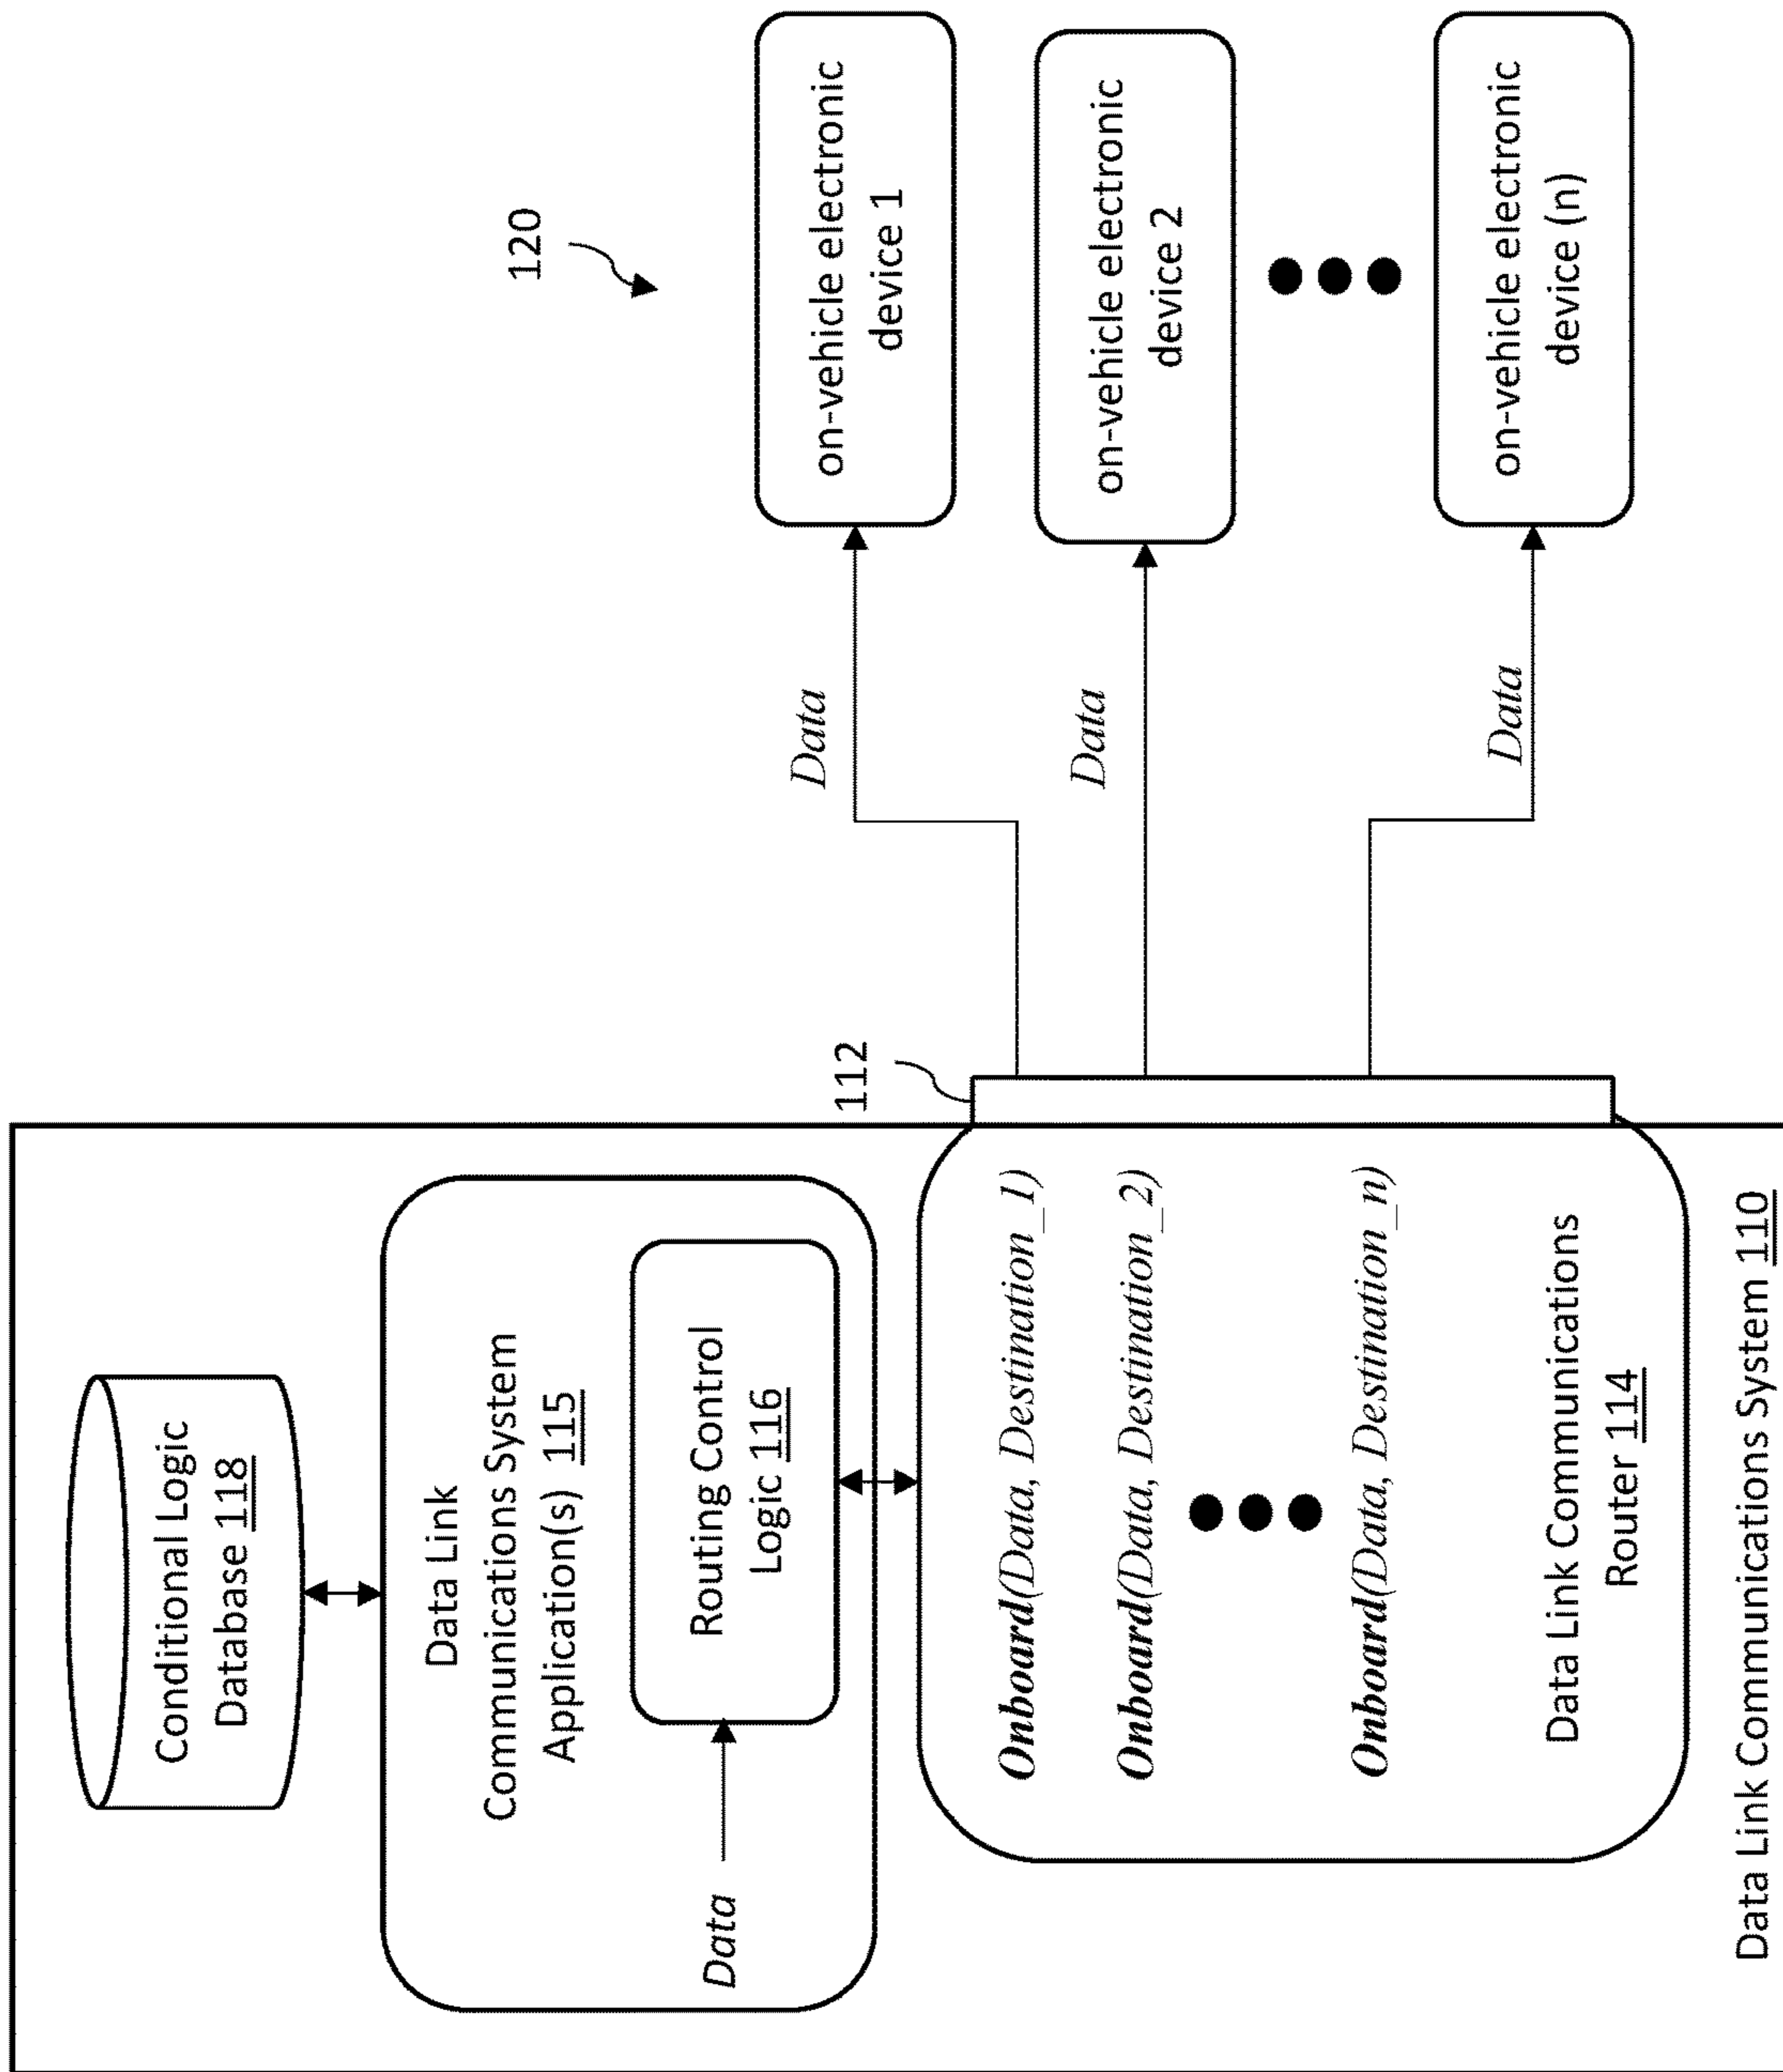 Conditional Logic
Database 118
Data Link
Communications System
Application(s) 115
Data
Routing Control
Logic 116
Onboard(Data, Destination_1)
Onboard(Data, Destination_2)
Onboard(Data, Destination_n)
Data Link Communications
Router 114
Data Link Communications System 110
112
120
Data
on-vehicle electronic
device 1
Data
on-vehicle electronic
device 2
Data
on-vehicle electronic
device (n)